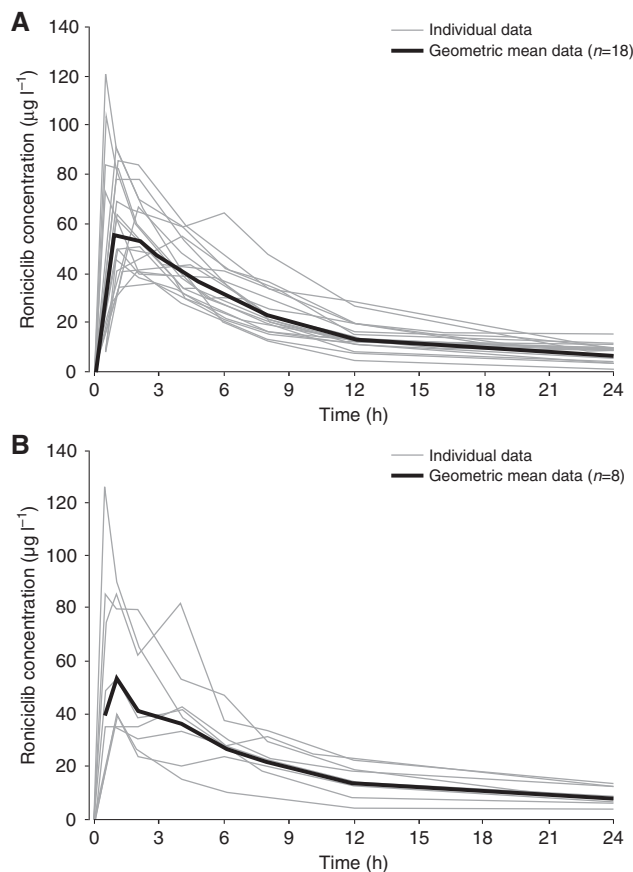 A
140
120
100
80
60
40
20
0
Roniciclib concentration (µg l⁻¹)
Individual data
Geometric mean data (n=18)
0 3 6 9 12 15 18 21 24
Time (h)
B
140
120
100
80
60
40
20
0
Roniciclib concentration (µg l⁻¹)
Individual data
Geometric mean data (n=8)
0 3 6 9 12 15 18 21 24
Time (h)